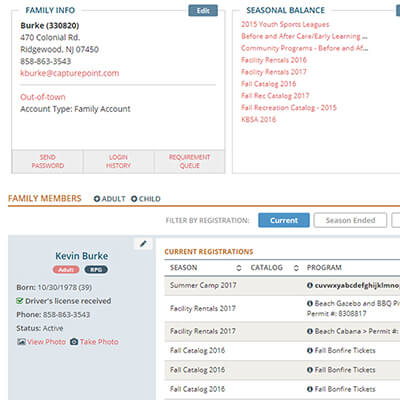 FAMILY INFO
Edit
Burke (330820)
470 Colonial Rd.
Ridgewood, NJ 07450
858-863-3543
kburke@capturepoint.com
Out-of-town
Account Type: Family Account
SEND PASSWORD
LOGIN HISTORY
REQUIREMENT QUEUE
SEASONAL BALANCE
2015 Youth Sports Leagues
Before and After Care/Early Learning ...
Community Programs - Before and Af...
Facility Rentals 2016
Facility Rentals 2017
Fall Catalog 2016
Fall Rec Catalog 2017
Fall Recreation Catalog - 2015
KBSA 2016
FAMILY MEMBERS
ADULT
CHILD
FILTER BY REGISTRATION:
Current
Season Ended
Kevin Burke
Adult
RPG
Born: 10/30/1978 (39)
Driver's license received
Phone: 858-863-3543
Status: Active
View Photo
Take Photo
CURRENT REGISTRATIONS
SEASON
CATALOG
PROGRAM
Summer Camp 2017
cuvwxyabcdefghijklmnop
Facility Rentals 2017
Beach Gazebo and BBQ Pi
Permit #: 8308817
Facility Rentals 2017
Beach Cabana > Permit #:
Fall Catalog 2016
Fall Bonfire Tickets
Fall Catalog 2016
Fall Bonfire Tickets
Fall Catalog 2016
Fall Bonfire Tickets
Fall Catalog 2016
Fall Bonfire Tickets